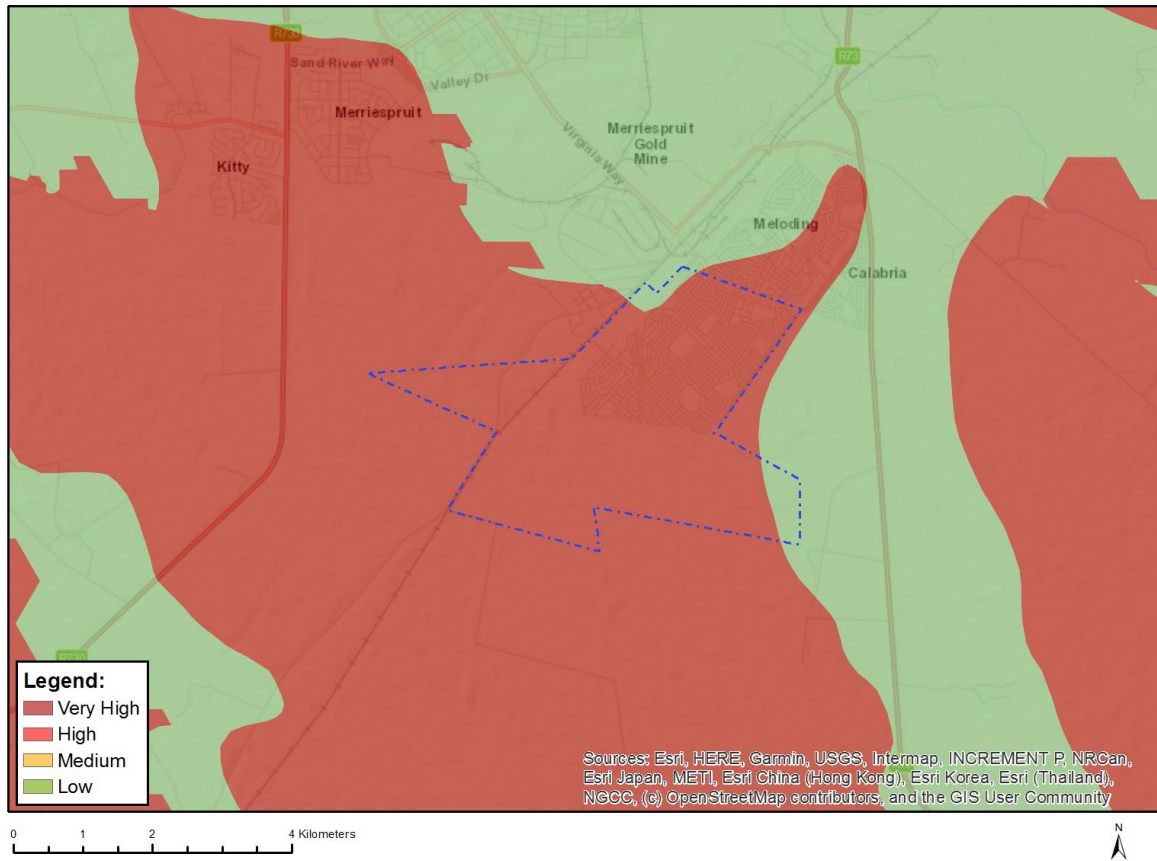 R730
Sand River Way
Valley Dr
R73
Merriespruit
Merriespruit
Gold
Mine
Virginia Way
Kitty
Meloding
Calabria
R730
Legend:
Very High
High
Medium
Low
Sources: Esri, HERE, Garmin, USGS, Intermap, INCREMENT P, NRCan,
Esri Japan, METI, Esri China (Hong Kong), Esri Korea, Esri (Thailand),
NGCC, (c) OpenStreetMap contributors, and the GIS User Community
0 1 2 4 Kilometers
N